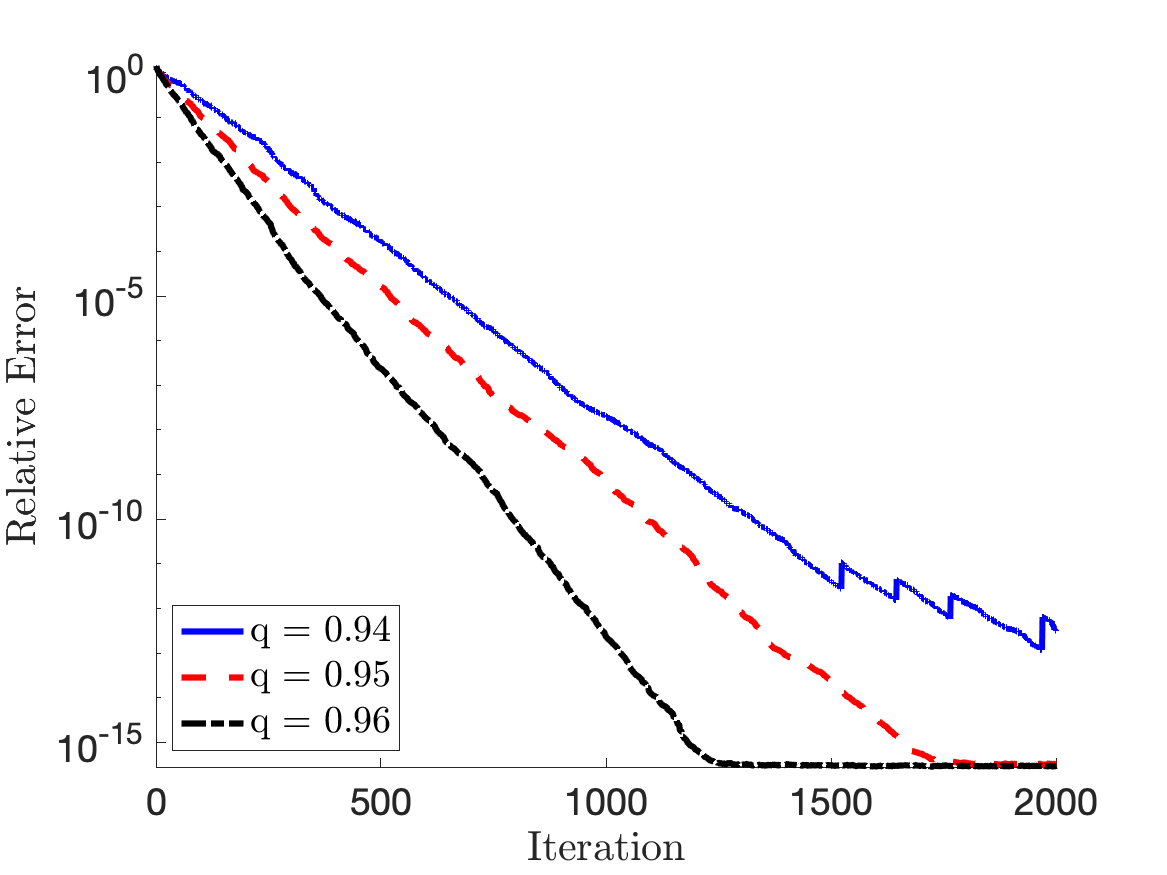 10^0
10^-5
10^-10
10^-15
Relative Error
q = 0.94
q = 0.95
q = 0.96
0 500 1000 1500 2000
Iteration